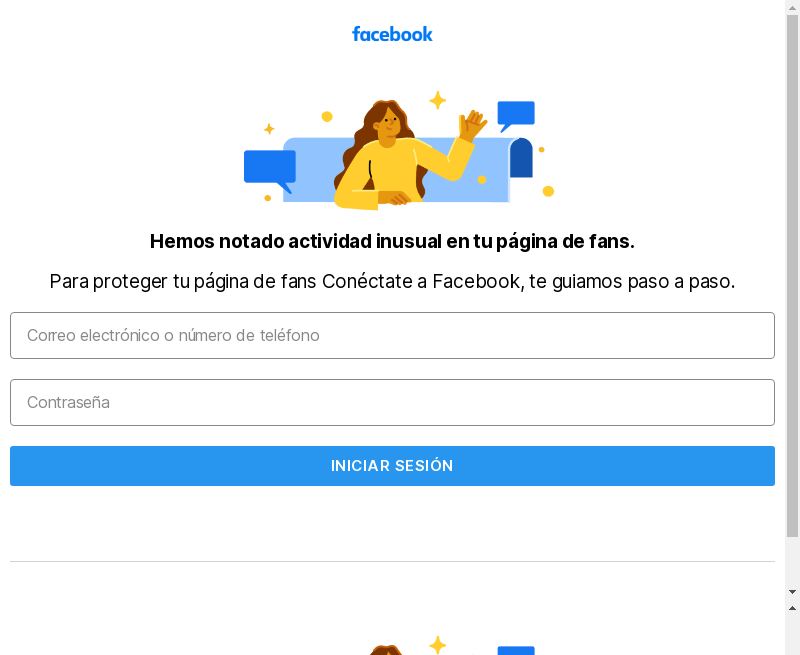 facebook
Hemos notado actividad inusual en tu página de fans.
Para proteger tu página de fans Conéctate a Facebook, te guiamos paso a paso.
Correo electrónico o número de teléfono
Contraseña
INICIAR SESIÓN